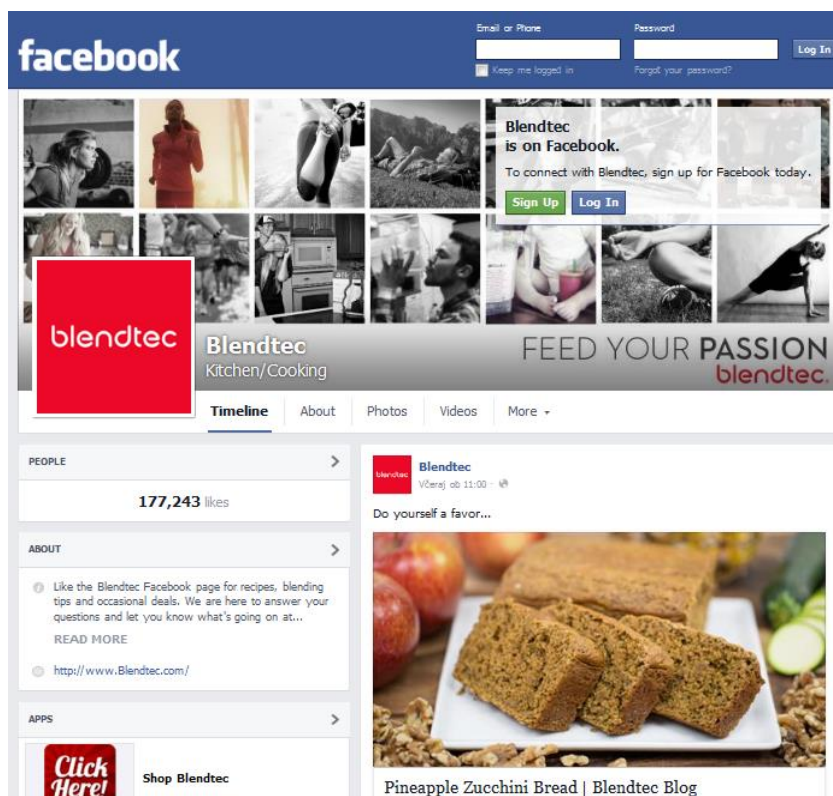 Email or Phone
Password
facebook
Log In
Keep me logged in
Forgot your password?
Blendtec
is on Facebook.
To connect with Blendtec, sign up for Facebook today.
Sign Up
Log In
blendtec
Blendtec
Kitchen/Cooking
FEED YOUR PASSION
blendtec.
Timeline
About
Photos
Videos
More
PEOPLE
177,243 likes
ABOUT
Like the Blendtec Facebook page for recipes, blending
tips and occasional deals. We are here to answer your
questions and let you know what's going on at...
READ MORE
http://www.Blendtec.com/
APPS
Click
Here!
Shop Blendtec
blendtec
Blendtec
Včeraj ob 11:00 ·
Do yourself a favor...
Pineapple Zucchini Bread | Blendtec Blog